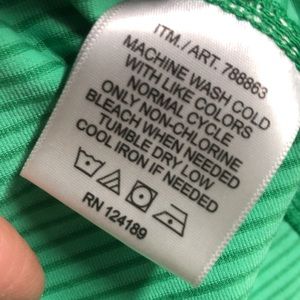 ITM./ART. 788863
MACHINE WASH COLD
WITH LIKE COLORS
NORMAL CYCLE
ONLY NON-CHLORINE
BLEACH WHEN NEEDED
TUMBLE DRY LOW
COOL IRON IF NEEDED
RN 124189